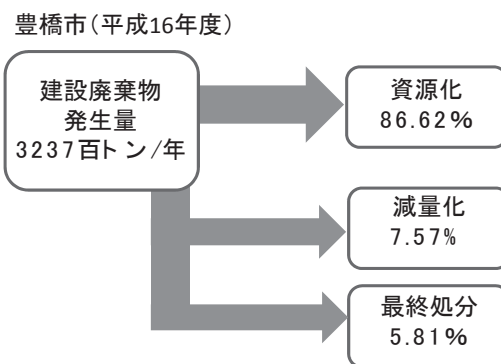 豊橋市（平成16年度）
建設廃棄物
発生量
3237百トン/年
資源化
86.62%
減量化
7.57%
最終処分
5.81%